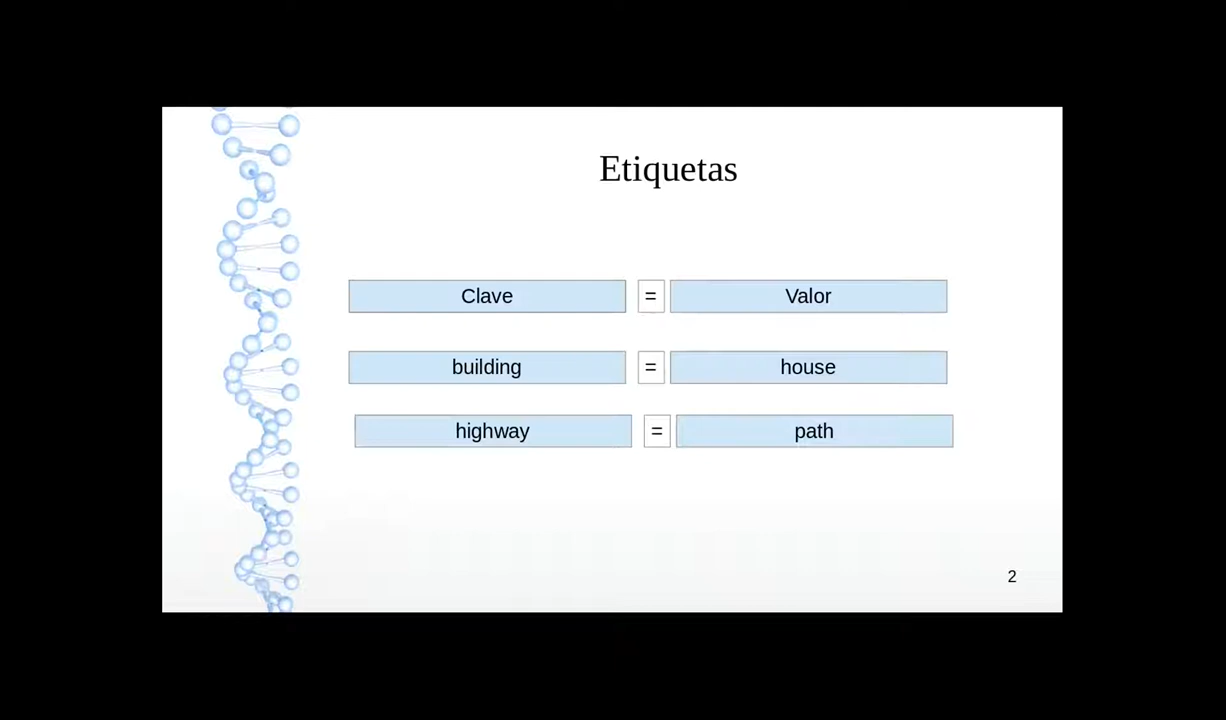 Etiquetas
Clave = Valor
building = house
highway = path
2